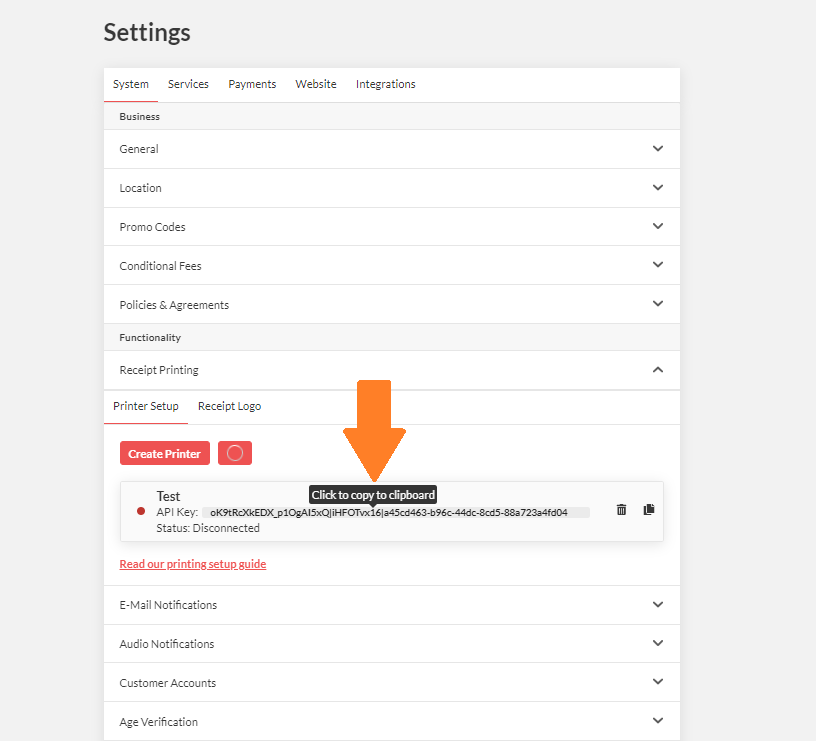 Settings
System Services Payments Website Integrations
Business
General
Location
Promo Codes
Conditional Fees
Policies & Agreements
Functionality
Receipt Printing
Printer Setup Receipt Logo
Create Printer
Click to copy to clipboard
Test
API Key: oK9tRcXkEDX_p1OgAI5xQJiHFOTvx16|a45cd463-b96c-44dc-8cd5-88a723a4fd04
Status: Disconnected
Read our printing setup guide
E-Mail Notifications
Audio Notifications
Customer Accounts
Age Verification